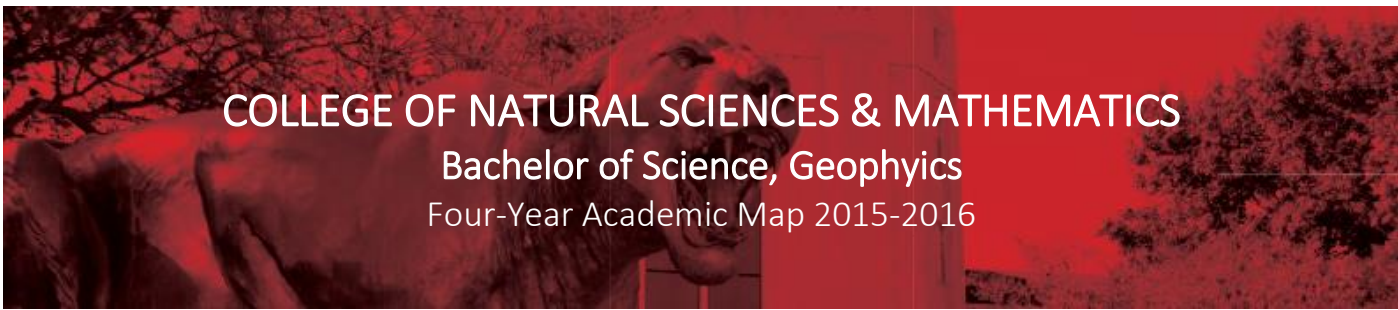 COLLEGE OF NATURAL SCIENCES & MATHEMATICS
Bachelor of Science, Geophyics
Four-Year Academic Map 2015-2016